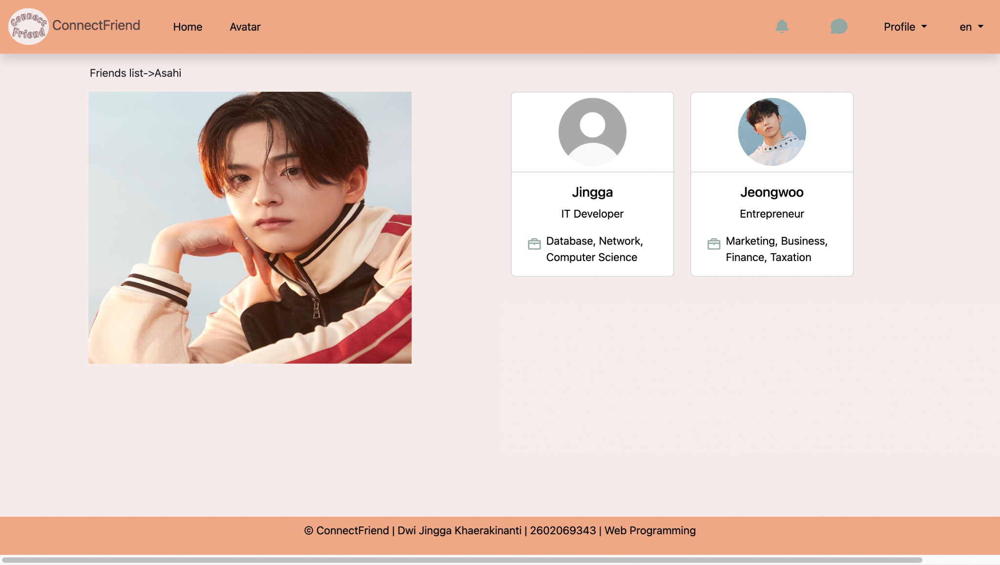 Connect
Friend
ConnectFriend
Home
Avatar
Profile
en
Friends list->Asahi
Jingga
IT Developer
Database, Network,
Computer Science
Jeongwoo
Entrepreneur
Marketing, Business,
Finance, Taxation
© ConnectFriend | Dwi Jingga Khaerakinanti | 2602069343 | Web Programming